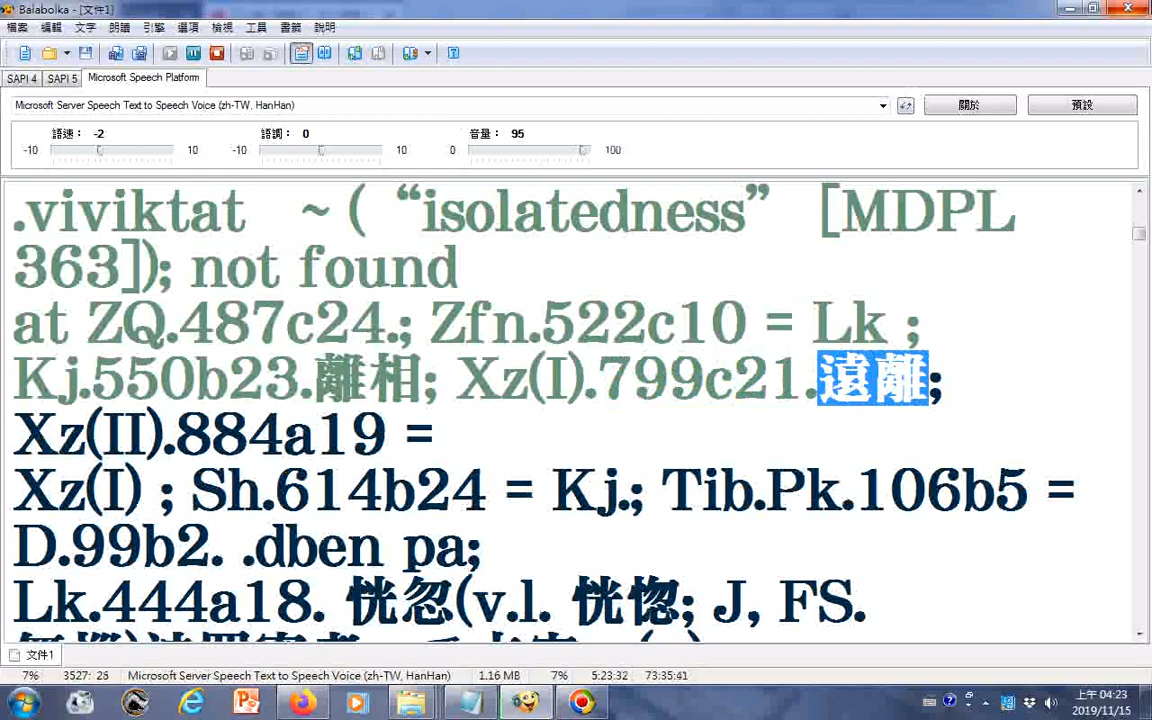 Balabolka - [文件1]
檔案 編輯 文字 朗讀 引擎 選項 檢視 工具 書籤 說明
SAPI 4 SAPI 5 Microsoft Speech Platform
Microsoft Server Speech Text to Speech Voice (zh-TW, HanHan) 關於 預設
語速： -2 語調： 0 音量： 95
-10 10 -10 10 0 100
.viviktat ~ (“isolatedness” [MDPL
363]); not found
at ZQ.487c24.; Zfn.522c10 = Lk ;
Kj.550b23.離相; Xz(I).799c21.遠離;
Xz(II).884a19 =
Xz(I) ; Sh.614b24 = Kj.; Tib.Pk.106b5 =
D.99b2. .dben pa;
Lk.444a18. 恍忽(v.l. 恍惚; J, FS.
文件1
7% 3527: 26 Microsoft Server Speech Text to Speech Voice (zh-TW, HanHan) 1.16 MB 7% 5:23:32 73:35:41
上午 04:23
2019/11/15